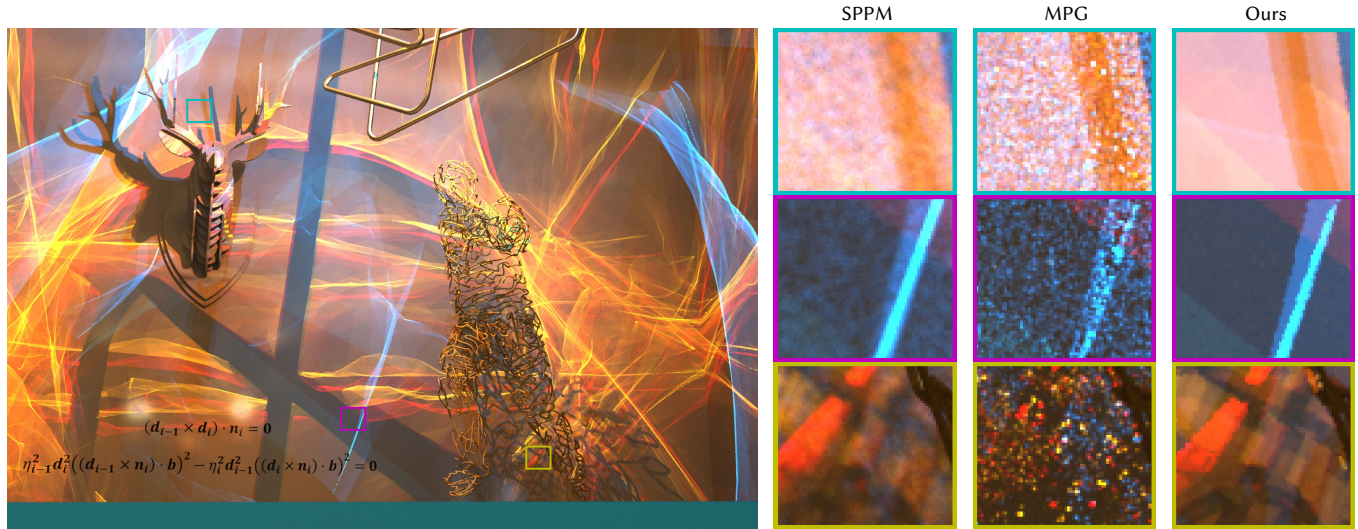 SPPM MPG Ours
(d_{i-1} × d_i) · n_i = 0
η_{i-1}^2 d_i^2 ((d_{i-1} × n_i) · b)^2 − η_i^2 d_{i-1}^2 ((d_i × n_i) · b)^2 = 0